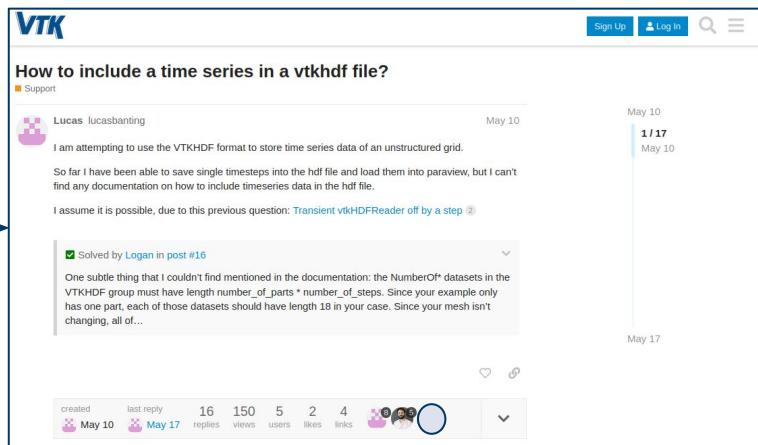 VTK
Sign Up
Log In
How to include a time series in a vtkhdf file?
Support
Lucas lucasbanting May 10
I am attempting to use the VTKHDF format to store time series data of an unstructured grid.
So far I have been able to save single timesteps into the hdf file and load them into paraview, but I can't
find any documentation on how to include timeseries data in the hdf file.
I assume it is possible, due to this previous question: Transient vtkHDFReader off by a step 2
Solved by Logan in post #16
One subtle thing that I couldn't find mentioned in the documentation: the NumberOf* datasets in the
VTKHDF group must have length number_of_parts * number_of_steps. Since your example only
has one part, each of those datasets should have length 18 in your case. Since your mesh isn't
changing, all of…
created last reply 16 150 5 2 4 8 5
May 10 May 17 replies views users likes links
May 10
1 / 17
May 10
May 17